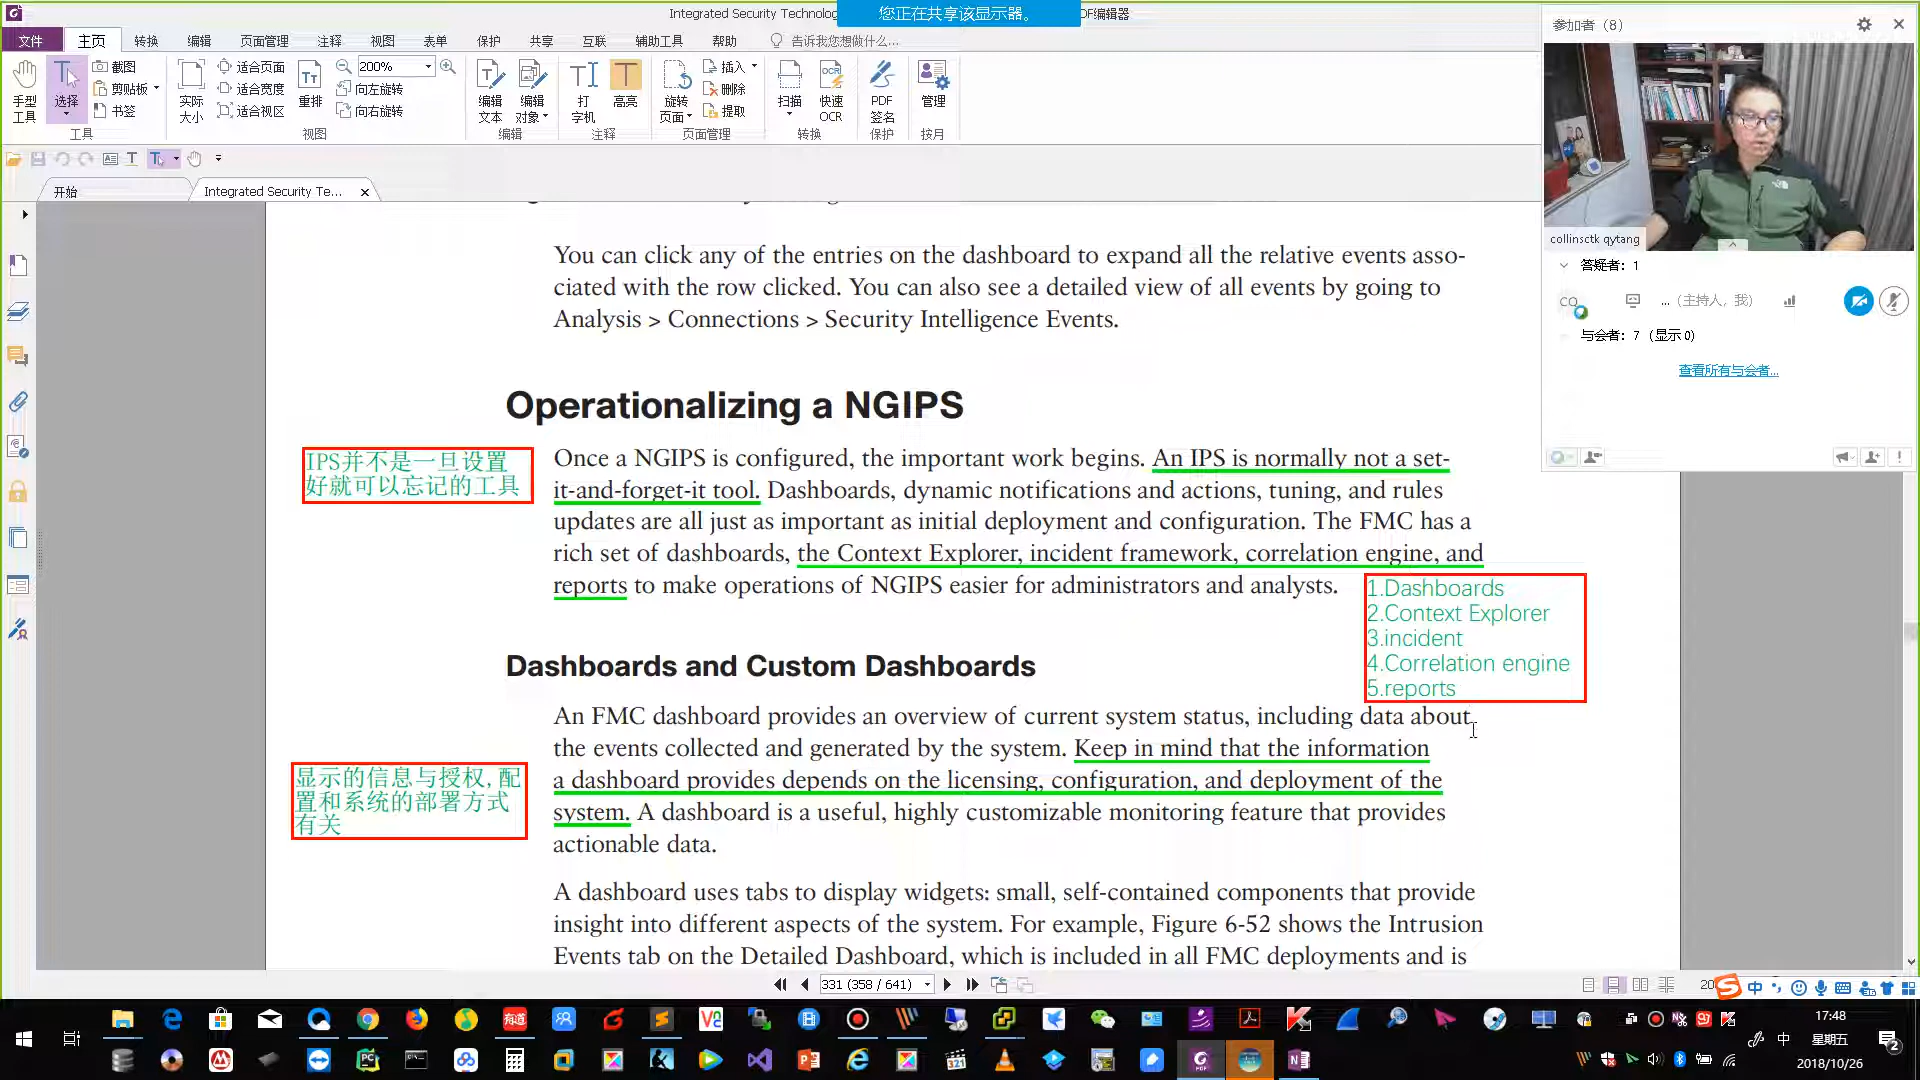 Integrated Security Technolog
您正在共享该显示器。
DF编辑器
文件
主页
转换
编辑
页面管理
注释
视图
表单
保护
共享
互联
辅助工具
帮助
告诉我您想做什么...
手型
工具
选择
截图
剪贴板
书签
工具
实际
大小
适合页面
适合宽度
适合视区
重排
200%
向左旋转
向右旋转
视图
编辑
文本
编辑
对象
编辑
打
字机
高亮
注释
旋转
页面
插入
删除
提取
页面管理
扫描
快速
OCR
转换
PDF
签名
保护
管理
按月
开始
Integrated Security Te...
You can click any of the entries on the dashboard to expand all the relative events asso-
ciated with the row clicked. You can also see a detailed view of all events by going to
Analysis > Connections > Security Intelligence Events.
Operationalizing a NGIPS
IPS并不是一旦设置
好就可以忘记的工具
Once a NGIPS is configured, the important work begins. An IPS is normally not a set-
it-and-forget-it tool. Dashboards, dynamic notifications and actions, tuning, and rules
updates are all just as important as initial deployment and configuration. The FMC has a
rich set of dashboards, the Context Explorer, incident framework, correlation engine, and
reports to make operations of NGIPS easier for administrators and analysts.
1.Dashboards
2.Context Explorer
3.incident
4.Correlation engine
5.reports
Dashboards and Custom Dashboards
An FMC dashboard provides an overview of current system status, including data about
the events collected and generated by the system. Keep in mind that the information
a dashboard provides depends on the licensing, configuration, and deployment of the
system. A dashboard is a useful, highly customizable monitoring feature that provides
actionable data.
显示的信息与授权,配
置和系统的部署方式
有关
A dashboard uses tabs to display widgets: small, self-contained components that provide
insight into different aspects of the system. For example, Figure 6-52 shows the Intrusion
Events tab on the Detailed Dashboard, which is included in all FMC deployments and is
331 (358 / 641)
参加者（8）
collinsctk qytang
答疑者：1
CQ
... (主持人，我)
与会者：7（显示 0）
查看所有与会者...
中
17:48
中
星期五
2018/10/26
2